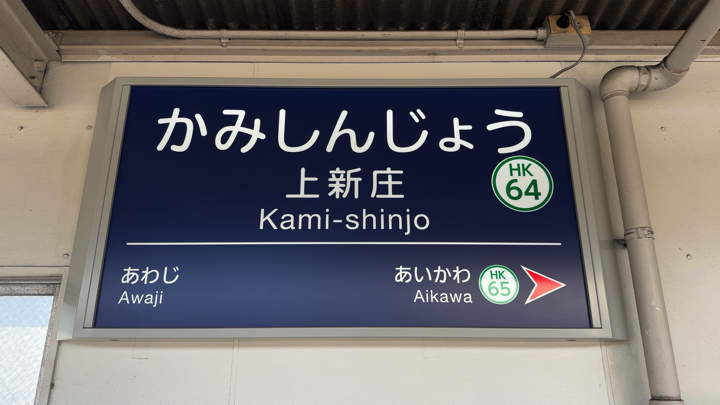 かみしんじょう
上新庄
HK
64
Kami-shinjo
あわじ
Awaji
あいかわ
Aikawa
HK
65